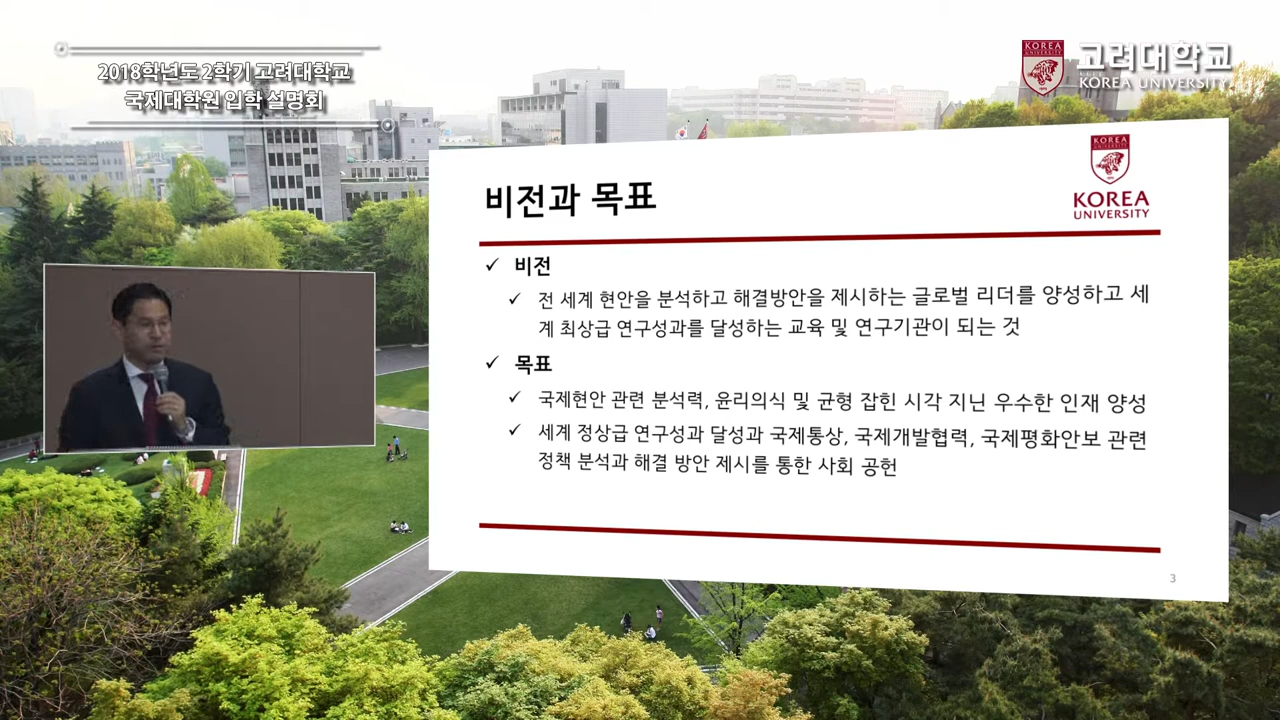 2018학년도 2학기 고려대학교
국제대학원 입학 설명회
KOREA
UNIVERSITY
고려대학교
KOREA UNIVERSITY
KOREA
UNIVERSITY
KOREA
UNIVERSITY
비전과 목표
✓ 비전
✓ 전 세계 현안을 분석하고 해결방안을 제시하는 글로벌 리더를 양성하고 세
계 최상급 연구성과를 달성하는 교육 및 연구기관이 되는 것
✓ 목표
✓ 국제현안 관련 분석력, 윤리의식 및 균형 잡힌 시각 지닌 우수한 인재 양성
✓ 세계 정상급 연구성과 달성과 국제통상, 국제개발협력, 국제평화안보 관련
정책 분석과 해결 방안 제시를 통한 사회 공헌
3